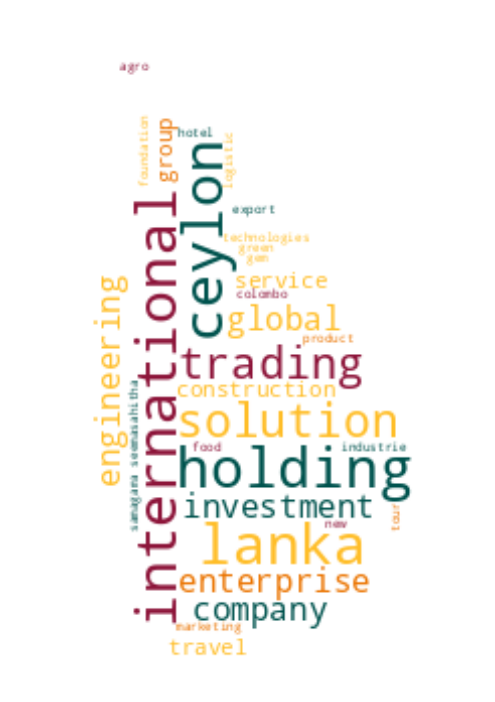 agro
foundation
group
hotel
logistic
ceylon
international
export
technologies
green
gem
service
colombo
engineering
global
product
trading
construction
samagara seemasahitha
solution
food
industrie
holding
investment
tour
new
lanka
enterprise
company
marketing
travel